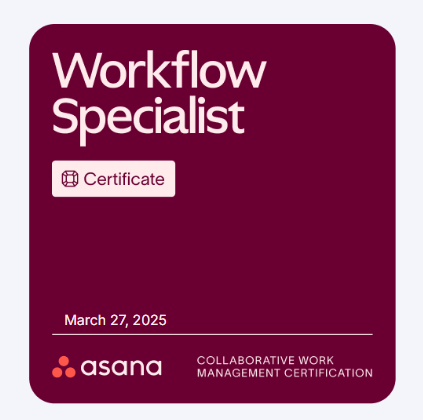 Workflow
Specialist
Certificate
March 27, 2025
asana
COLLABORATIVE WORK
MANAGEMENT CERTIFICATION